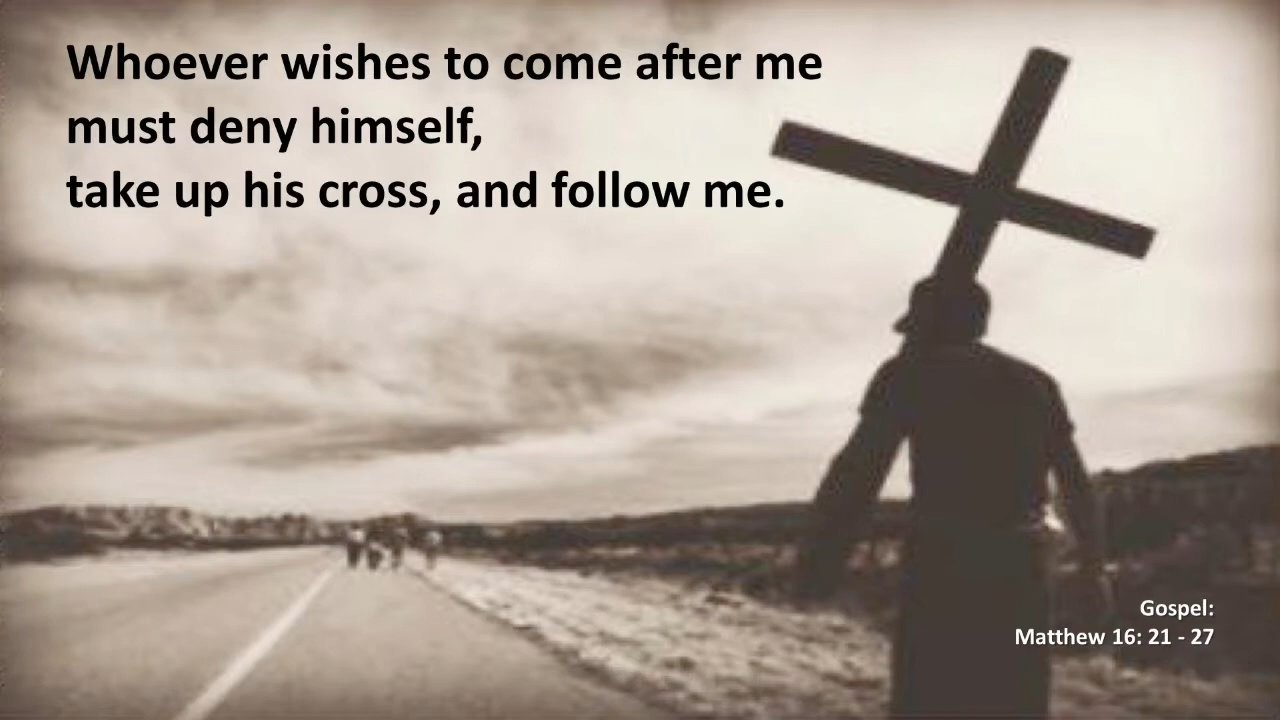 Whoever wishes to come after me
must deny himself,
take up his cross, and follow me.
Gospel:
Matthew 16: 21 - 27